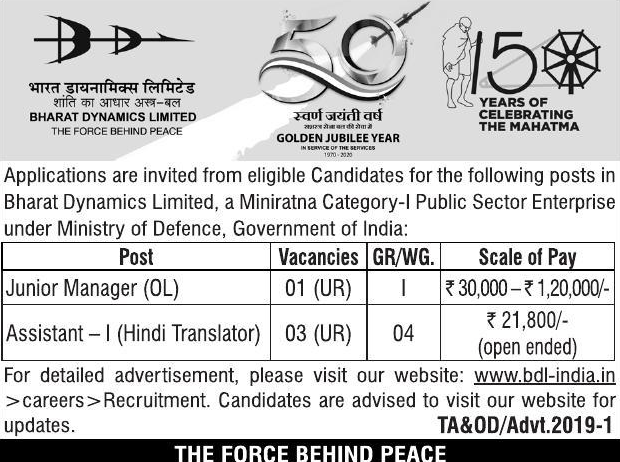 भारत डायनामिक्स लिमिटेड
शांति का आधार अस्त्र-बल
BHARAT DYNAMICS LIMITED
THE FORCE BEHIND PEACE
50
स्वर्ण जयंती वर्ष
सशस्त्र सेना बल की सेवा में
GOLDEN JUBILEE YEAR
IN SERVICE OF THE SERVICES
1970 - 2020
150
YEARS OF
CELEBRATING
THE MAHATMA
Applications are invited from eligible Candidates for the following posts in
Bharat Dynamics Limited, a Miniratna Category-I Public Sector Enterprise
under Ministry of Defence, Government of India:
Post Vacancies GR/WG. Scale of Pay
Junior Manager (OL) 01 (UR) I ₹ 30,000 – ₹ 1,20,000/-
Assistant – I (Hindi Translator) 03 (UR) 04 ₹ 21,800/-
(open ended)
For detailed advertisement, please visit our website: www.bdl-india.in
>careers>Recruitment. Candidates are advised to visit our website for
updates. TA&OD/Advt.2019-1
THE FORCE BEHIND PEACE